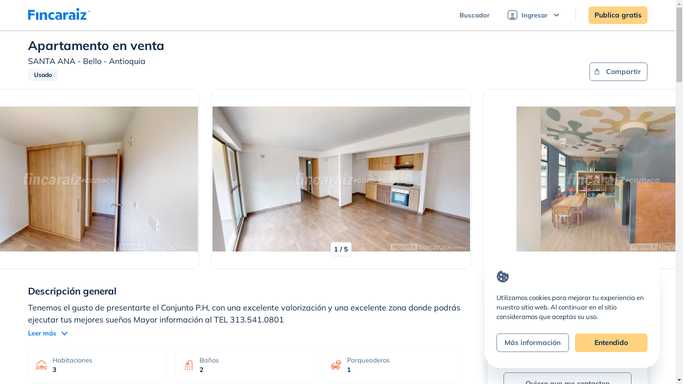 Fincaraiz
Buscador
Ingresar
Publica gratis
Apartamento en venta
SANTA ANA - Bello - Antioquia
Usado
Compartir
fincaraiz
fincaraiz
fincaraiz
1 / 5
Descripción general
Tenemos el gusto de presentarte el Conjunto P.H, con una excelente valorización y una excelente zona donde podrás
ejecutar tus mejores sueños Mayor información al TEL 313.541.0801
Leer más
Habitaciones
3
Baños
2
Parqueaderos
1
Utilizamos cookies para mejorar tu experiencia en
nuestro sitio web. Al continuar en el sitio
consideramos que aceptas su uso.
Más información
Entendido
Quiero que me contacten